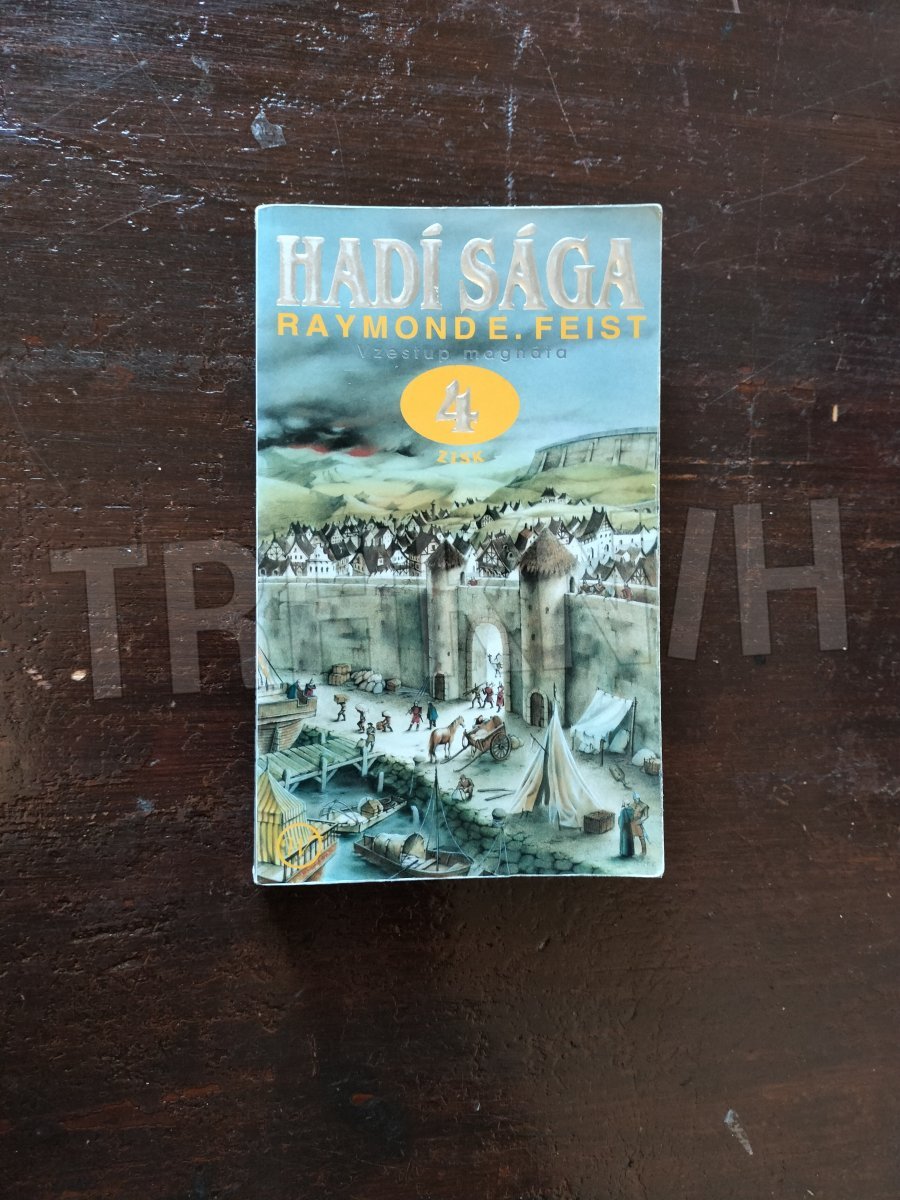 HADÍ SÁGA
RAYMOND E. FEIST
Vzestup magnáta
4
ZISK